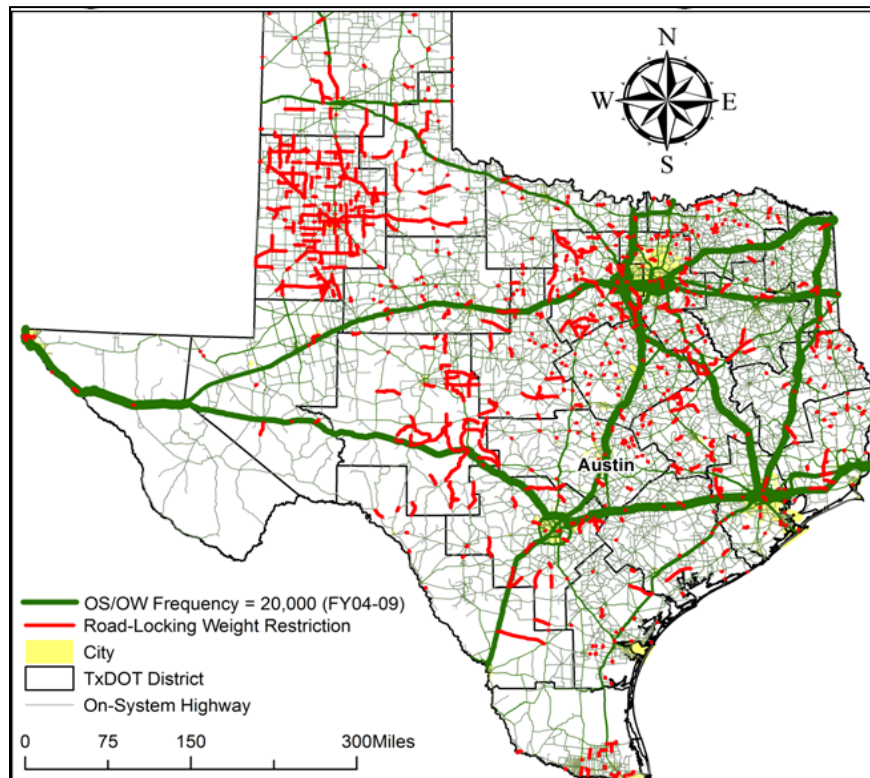 N
W E
S
Austin
OS/OW Frequency = 20,000 (FY04-09)
Road-Locking Weight Restriction
City
TxDOT District
On-System Highway
0 75 150 300Miles